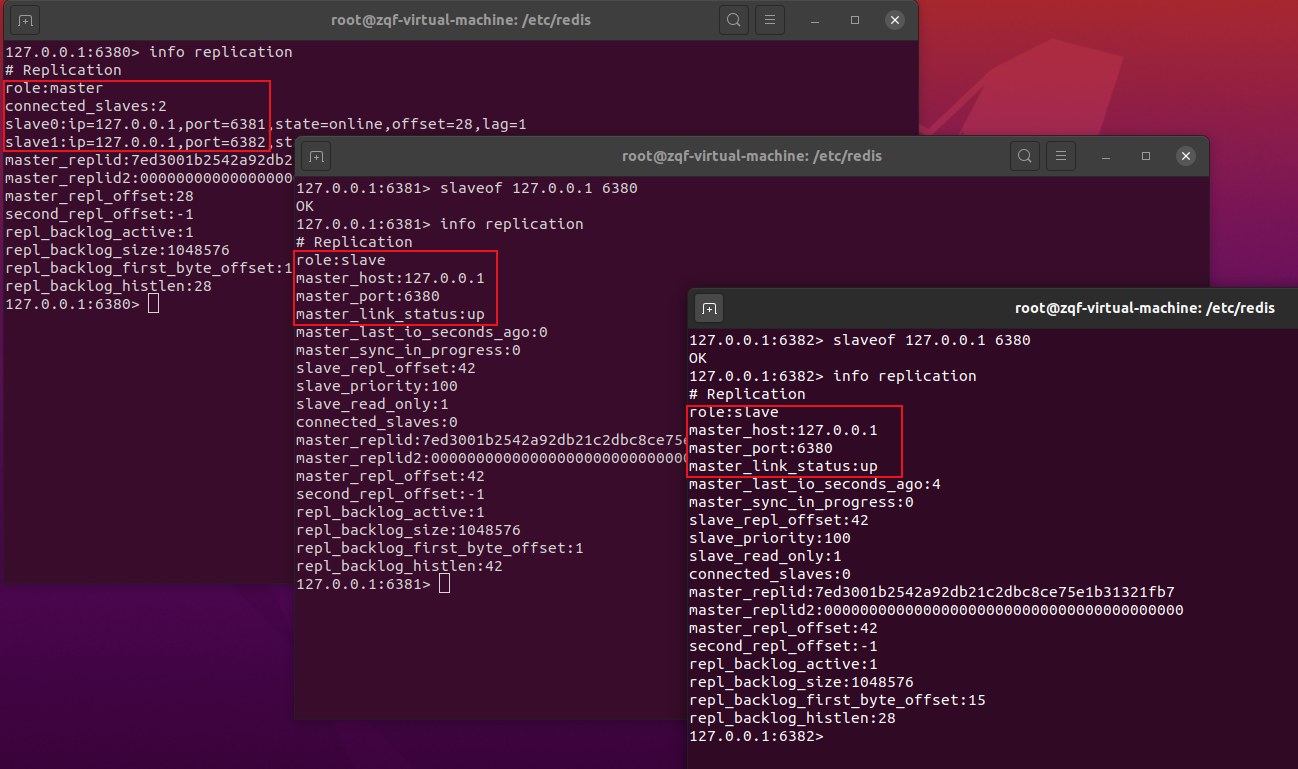 root@zqf-virtual-machine: /etc/redis
127.0.0.1:6380> info replication
# Replication
role:master
connected_slaves:2
slave0:ip=127.0.0.1,port=6381,state=online,offset=28,lag=1
slave1:ip=127.0.0.1,port=6382,st
master_replid:7ed3001b2542a92db2
master_replid2:00000000000000000
master_repl_offset:28
second_repl_offset:-1
repl_backlog_active:1
repl_backlog_size:1048576
repl_backlog_first_byte_offset:1
repl_backlog_histlen:28
127.0.0.1:6380>
root@zqf-virtual-machine: /etc/redis
127.0.0.1:6381> slaveof 127.0.0.1 6380
OK
127.0.0.1:6381> info replication
# Replication
role:slave
master_host:127.0.0.1
master_port:6380
master_link_status:up
master_last_io_seconds_ago:0
master_sync_in_progress:0
slave_repl_offset:42
slave_priority:100
slave_read_only:1
connected_slaves:0
master_replid:7ed3001b2542a92db21c2dbc8ce75e
master_replid2:00000000000000000000000000000
master_repl_offset:42
second_repl_offset:-1
repl_backlog_active:1
repl_backlog_size:1048576
repl_backlog_first_byte_offset:1
repl_backlog_histlen:42
127.0.0.1:6381>
root@zqf-virtual-machine: /etc/redis
127.0.0.1:6382> slaveof 127.0.0.1 6380
OK
127.0.0.1:6382> info replication
# Replication
role:slave
master_host:127.0.0.1
master_port:6380
master_link_status:up
master_last_io_seconds_ago:4
master_sync_in_progress:0
slave_repl_offset:42
slave_priority:100
slave_read_only:1
connected_slaves:0
master_replid:7ed3001b2542a92db21c2dbc8ce75e1b31321fb7
master_replid2:0000000000000000000000000000000000000000
master_repl_offset:42
second_repl_offset:-1
repl_backlog_active:1
repl_backlog_size:1048576
repl_backlog_first_byte_offset:15
repl_backlog_histlen:28
127.0.0.1:6382>